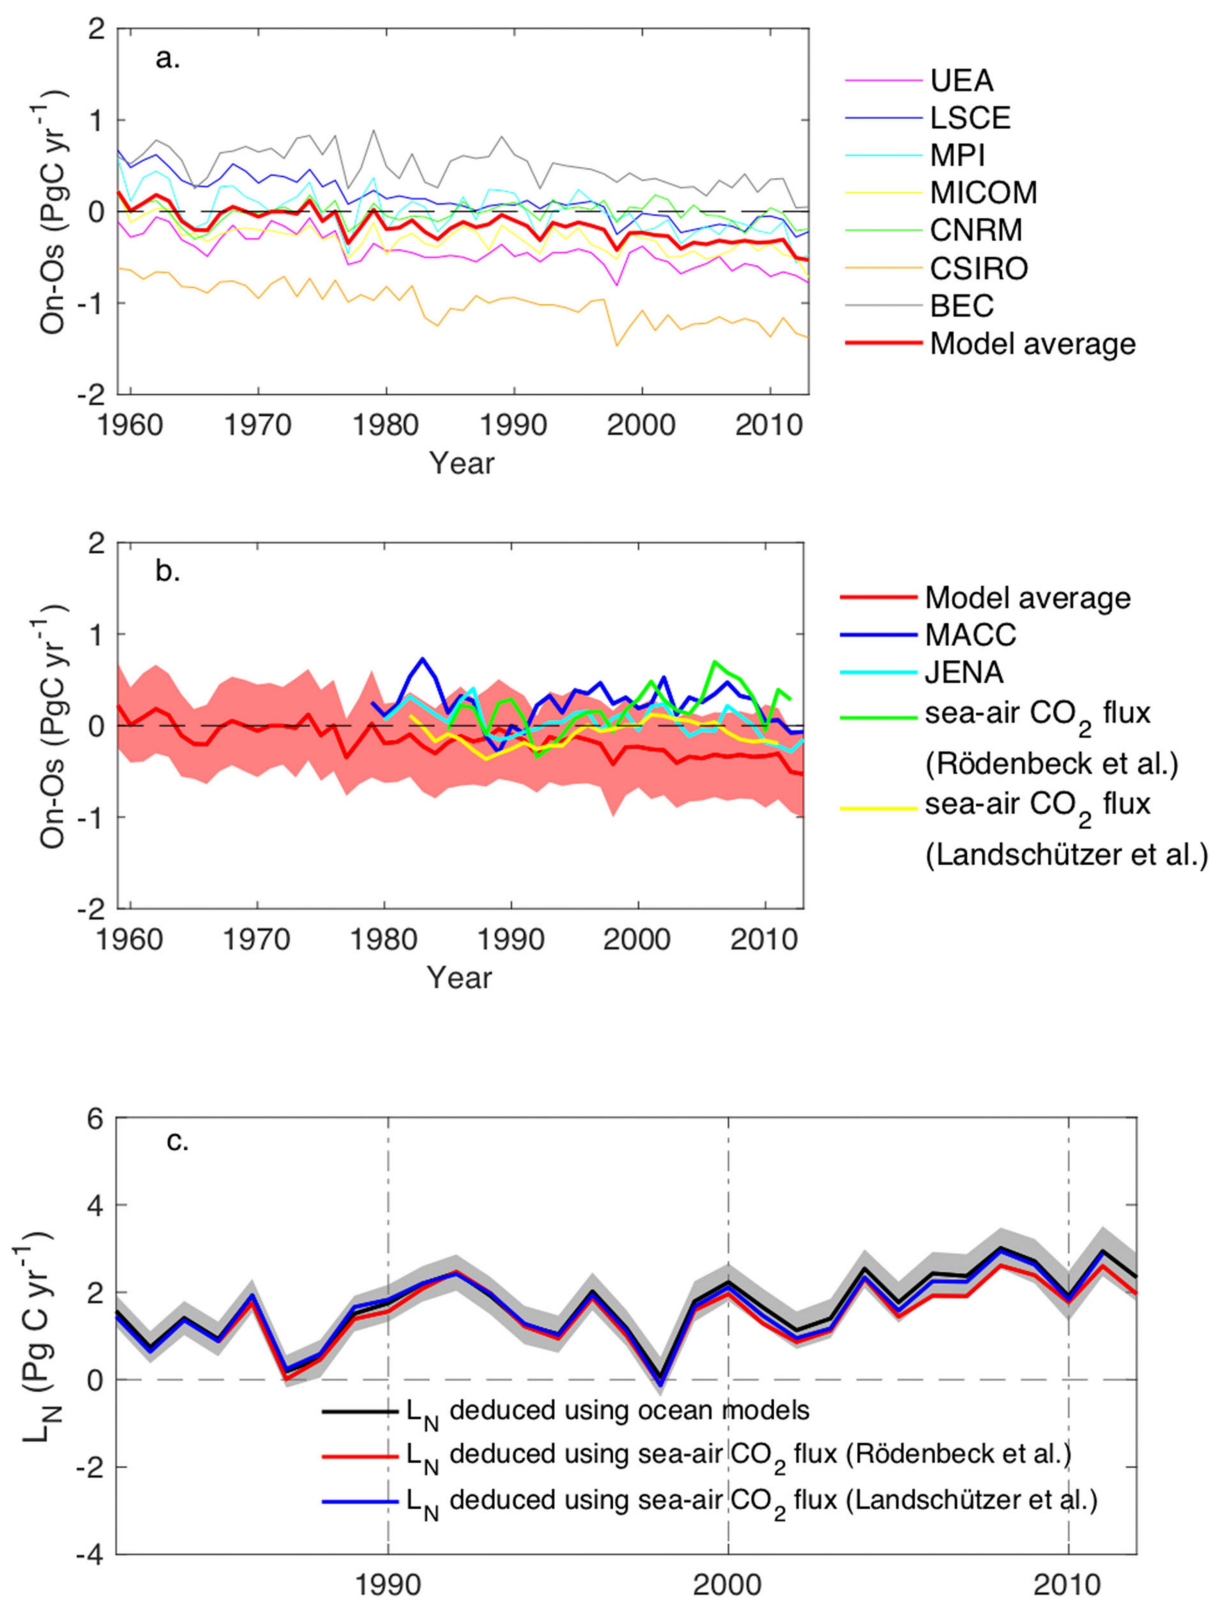 a.
2
1
0
-1
-2
On-Os (PgC yr-1)
1960 1970 1980 1990 2000 2010
Year
UEA
LSCE
MPI
MICOM
CNRM
CSIRO
BEC
Model average
b.
2
1
0
-1
-2
On-Os (PgC yr-1)
1960 1970 1980 1990 2000 2010
Year
Model average
MACC
JENA
sea-air CO2 flux
(Rödenbeck et al.)
sea-air CO2 flux
(Landschützer et al.)
c.
6
4
2
0
-2
-4
LN (Pg C yr-1)
LN deduced using ocean models
LN deduced using sea-air CO2 flux (Rödenbeck et al.)
LN deduced using sea-air CO2 flux (Landschützer et al.)
1990 2000 2010